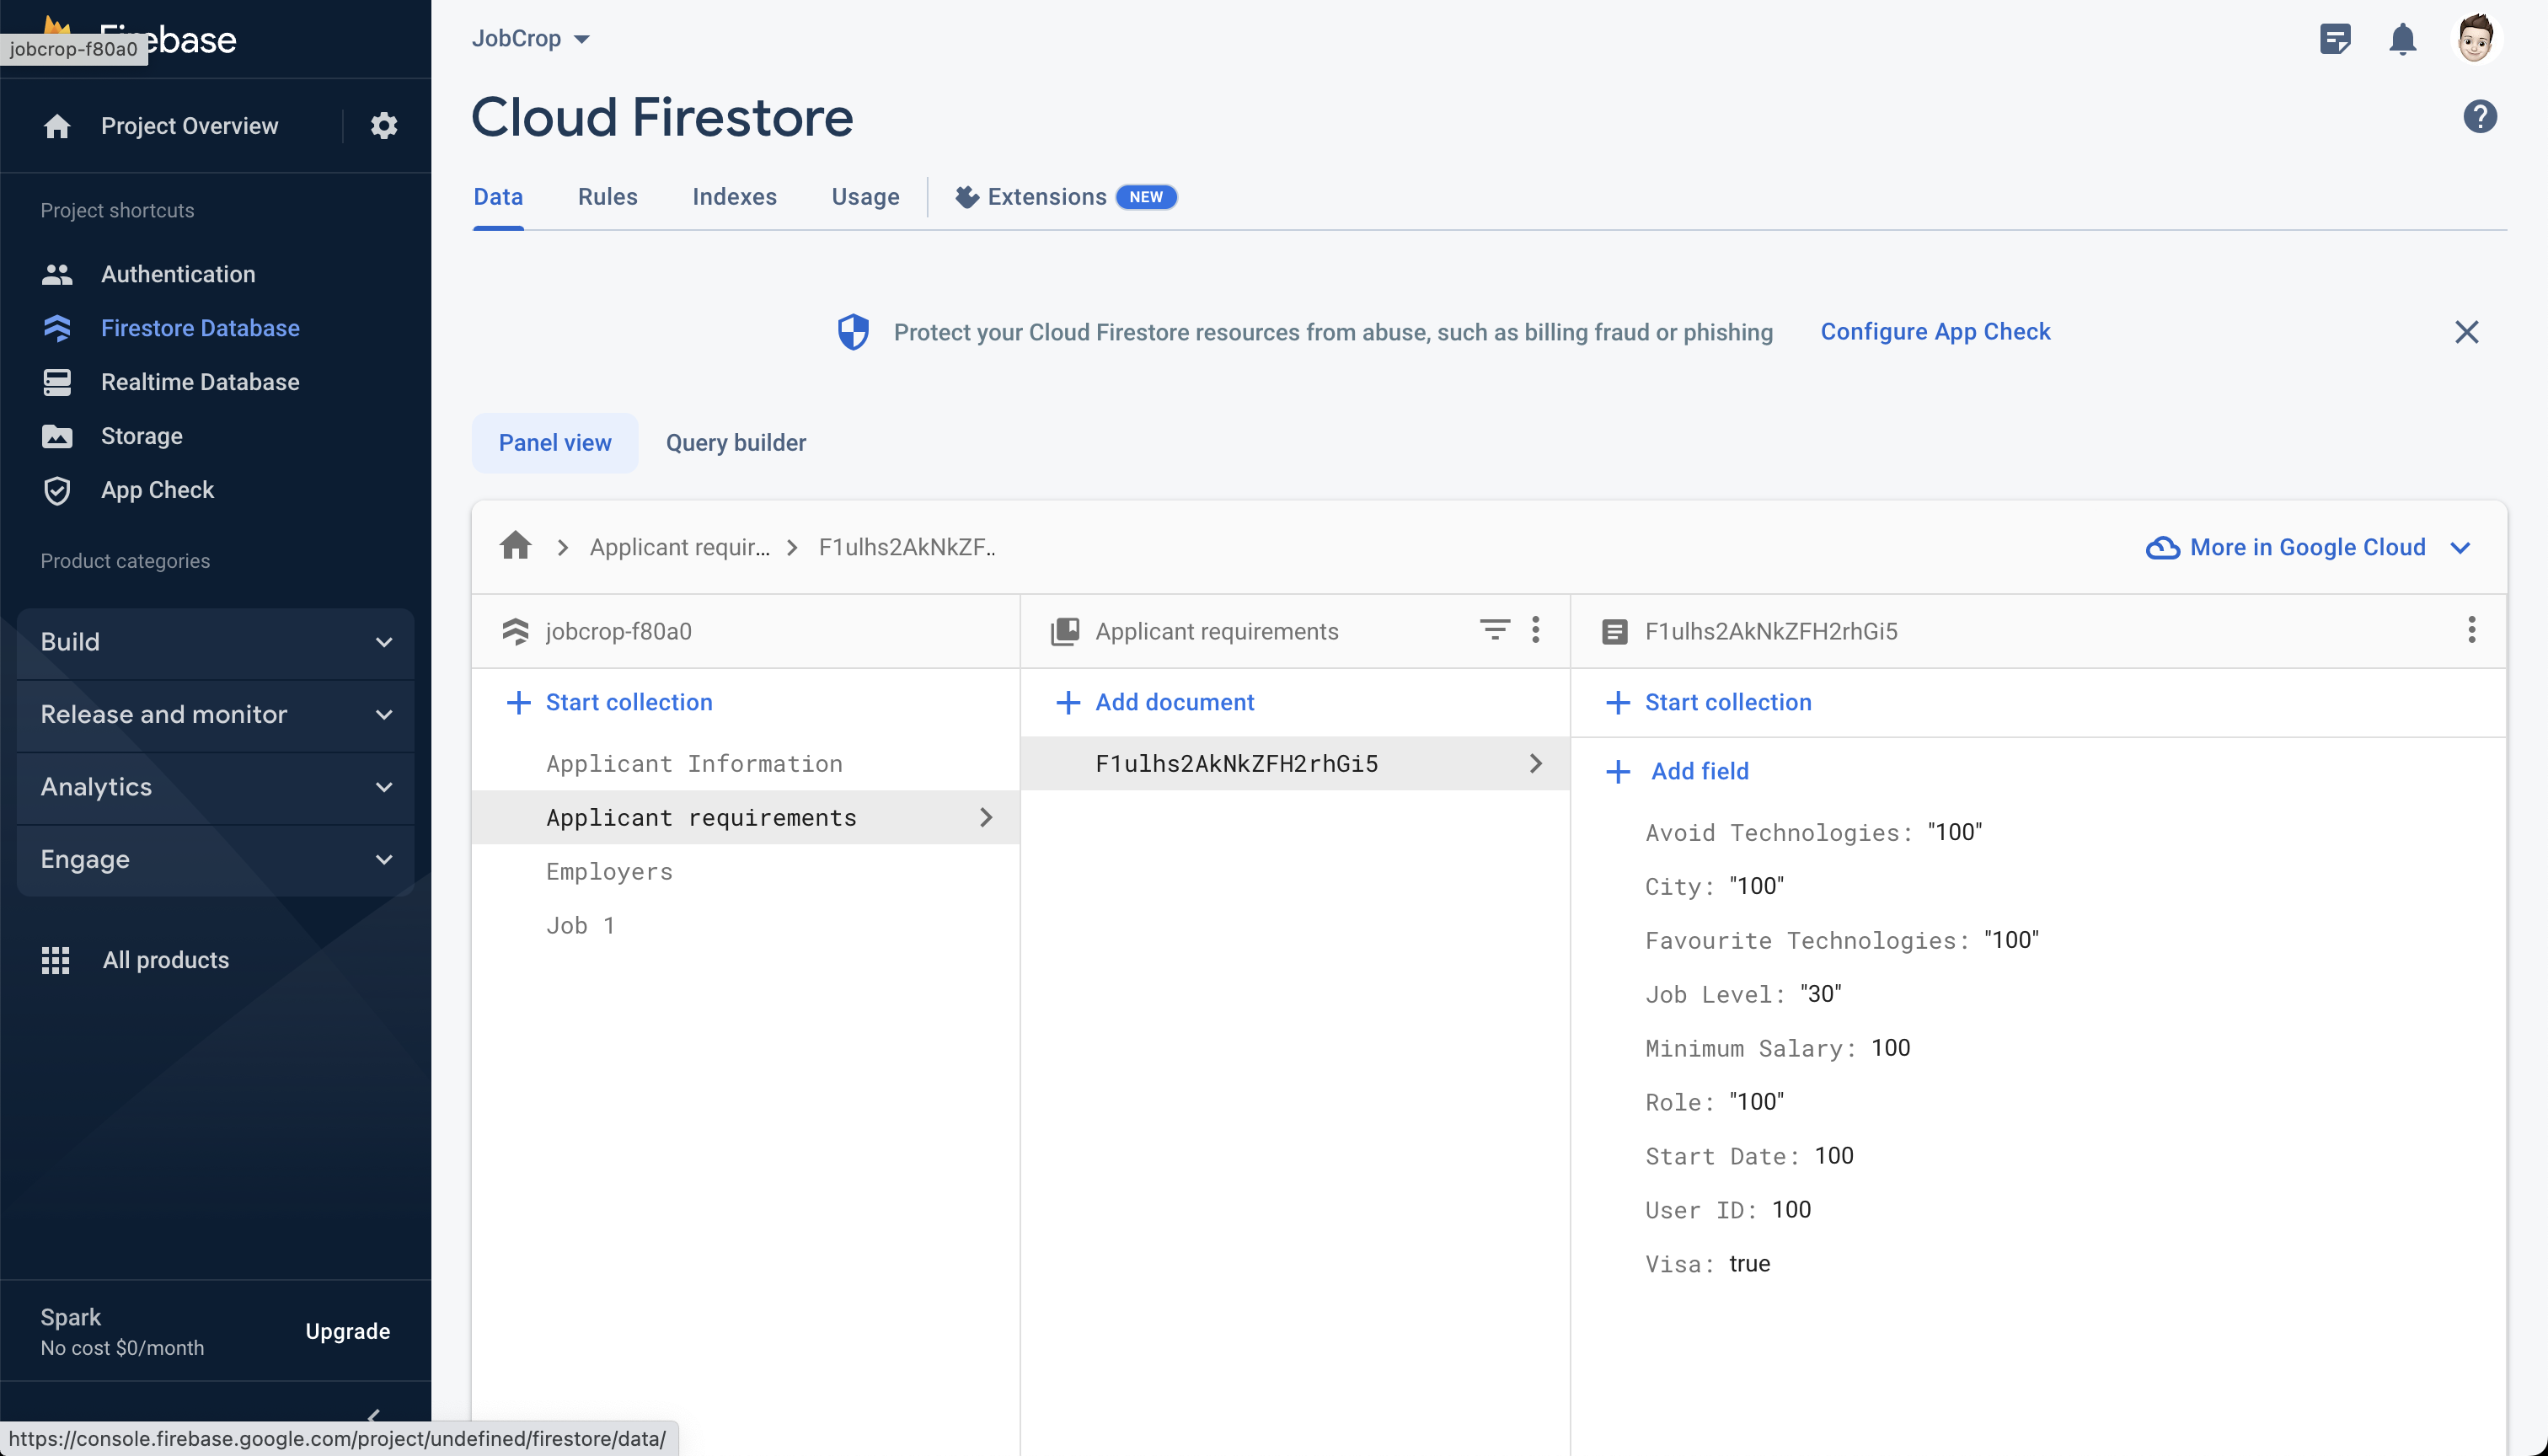 Firebase
jobcrop-f80a0
JobCrop
Project Overview
Cloud Firestore
Data
Rules
Indexes
Usage
Extensions
NEW
Project shortcuts
Authentication
Firestore Database
Realtime Database
Storage
App Check
Product categories
Build
Release and monitor
Analytics
Engage
All products
Spark
No cost $0/month
Upgrade
Protect your Cloud Firestore resources from abuse, such as billing fraud or phishing
Configure App Check
Panel view
Query builder
Applicant requir...
F1ulhs2AkNkZF..
More in Google Cloud
jobcrop-f80a0
Start collection
Applicant Information
Applicant requirements
Employers
Job 1
Applicant requirements
Add document
F1ulhs2AkNkZFH2rhGi5
F1ulhs2AkNkZFH2rhGi5
Start collection
Add field
Avoid Technologies: "100"
City: "100"
Favourite Technologies: "100"
Job Level: "30"
Minimum Salary: 100
Role: "100"
Start Date: 100
User ID: 100
Visa: true
https://console.firebase.google.com/project/undefined/firestore/data/